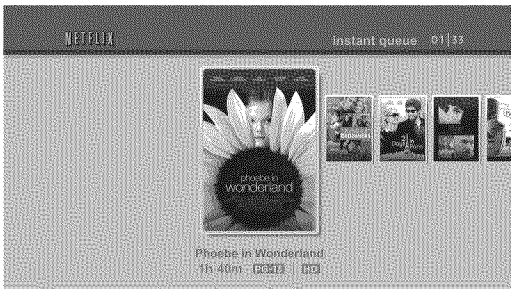 NETFLIX
instant queue 01|33
phoebe in
wonderland
Phoebe in Wonderland
1h 40m PG-13 HD